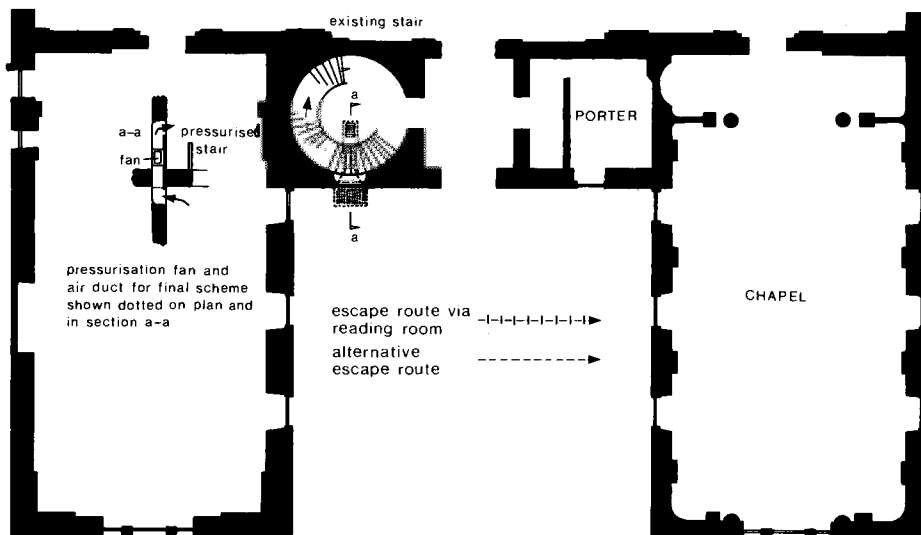 existing stair
a
PORTER
a-a
pressurised
stair
fan
a
pressurisation fan and
air duct for final scheme
shown dotted on plan and
in section a-a
CHAPEL
escape route via
reading room
alternative
escape route